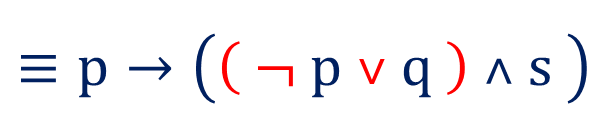 ≡ p → ( ( ¬ p ∨ q ) ∧ s )